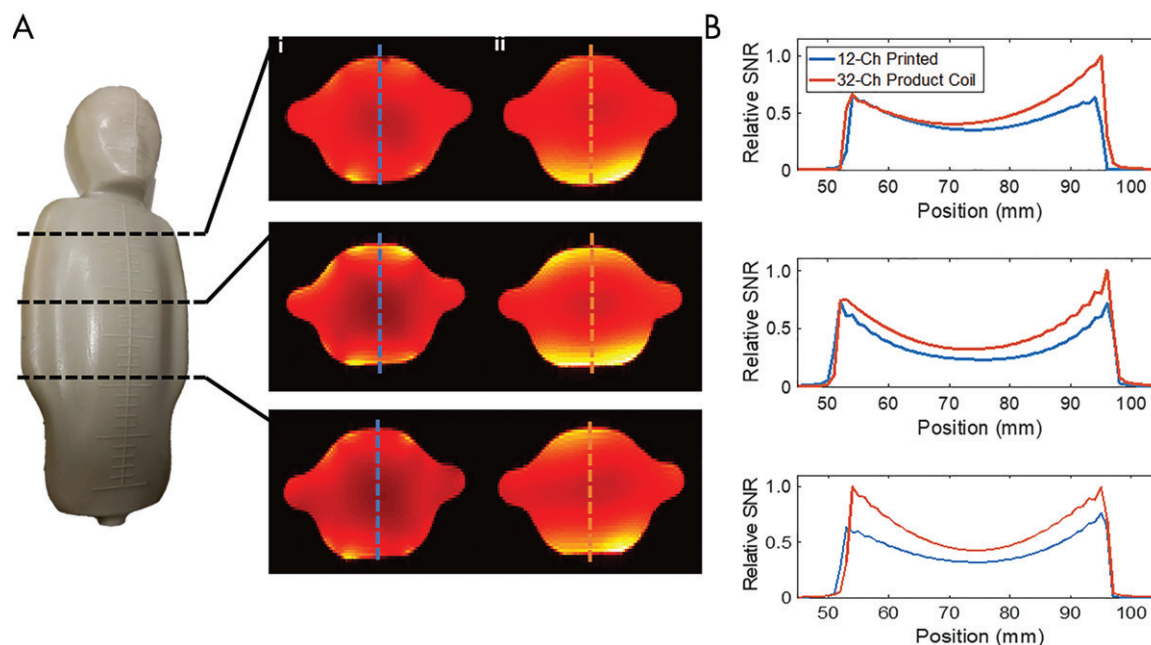 A
i
ii
B
Relative SNR
1.0
0.5
0
12-Ch Printed
32-Ch Product Coil
50 60 70 80 90 100
Position (mm)
Relative SNR
1.0
0.5
0
50 60 70 80 90 100
Position (mm)
Relative SNR
1.0
0.5
0
50 60 70 80 90 100
Position (mm)